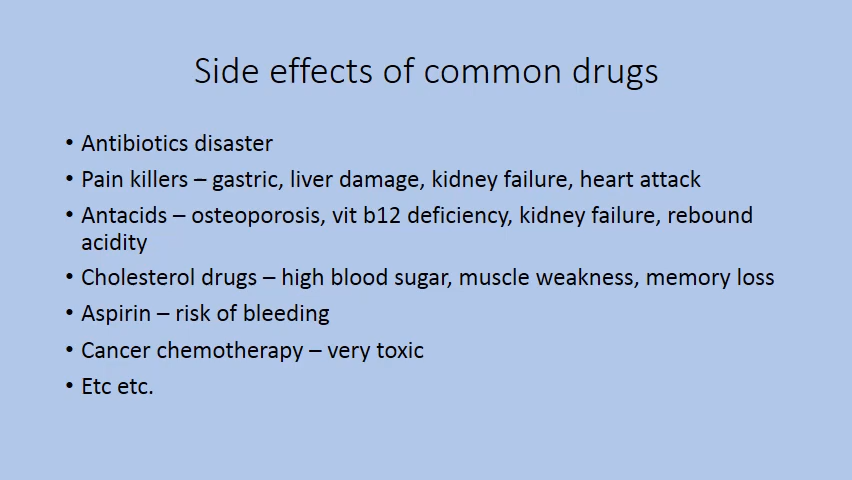 Side effects of common drugs
• Antibiotics disaster
• Pain killers – gastric, liver damage, kidney failure, heart attack
• Antacids – osteoporosis, vit b12 deficiency, kidney failure, rebound
acidity
• Cholesterol drugs – high blood sugar, muscle weakness, memory loss
• Aspirin – risk of bleeding
• Cancer chemotherapy – very toxic
• Etc etc.